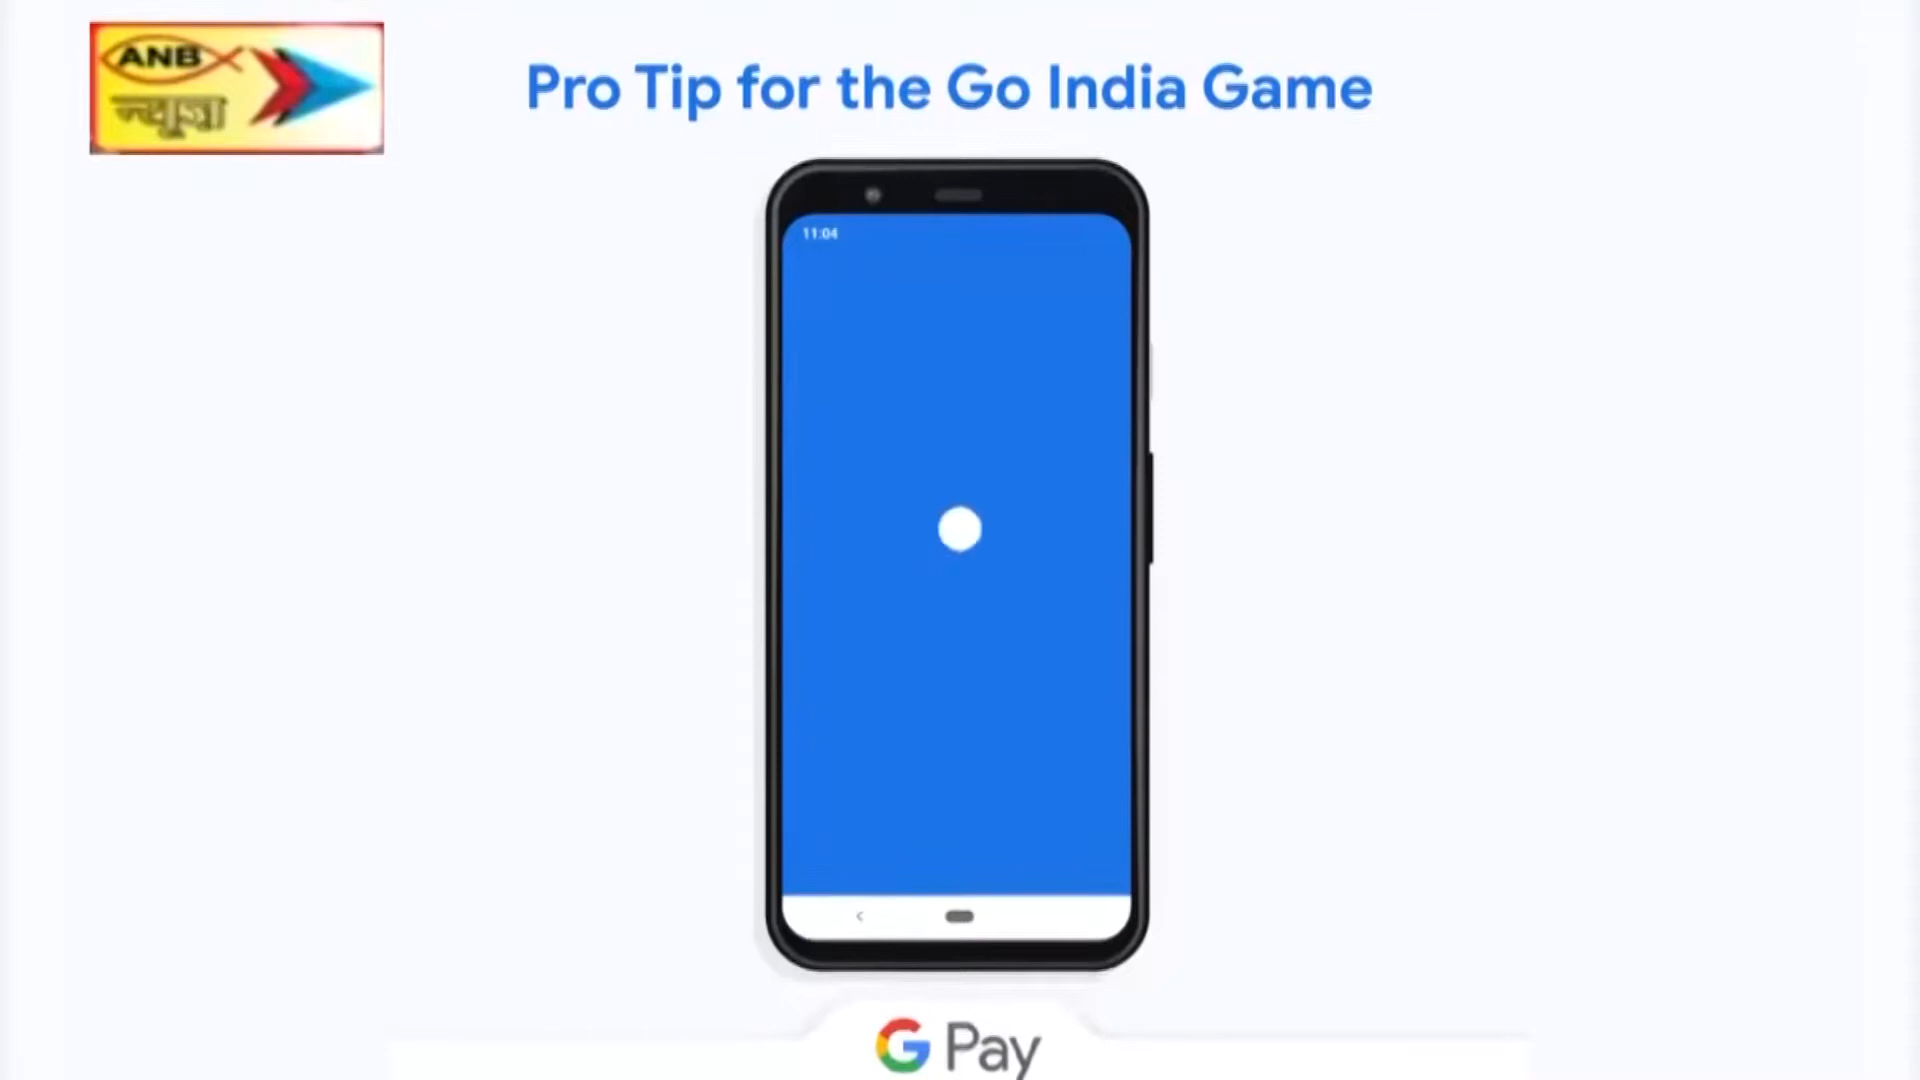 ANB
न्यूज़
Pro Tip for the Go India Game
11:04
G Pay